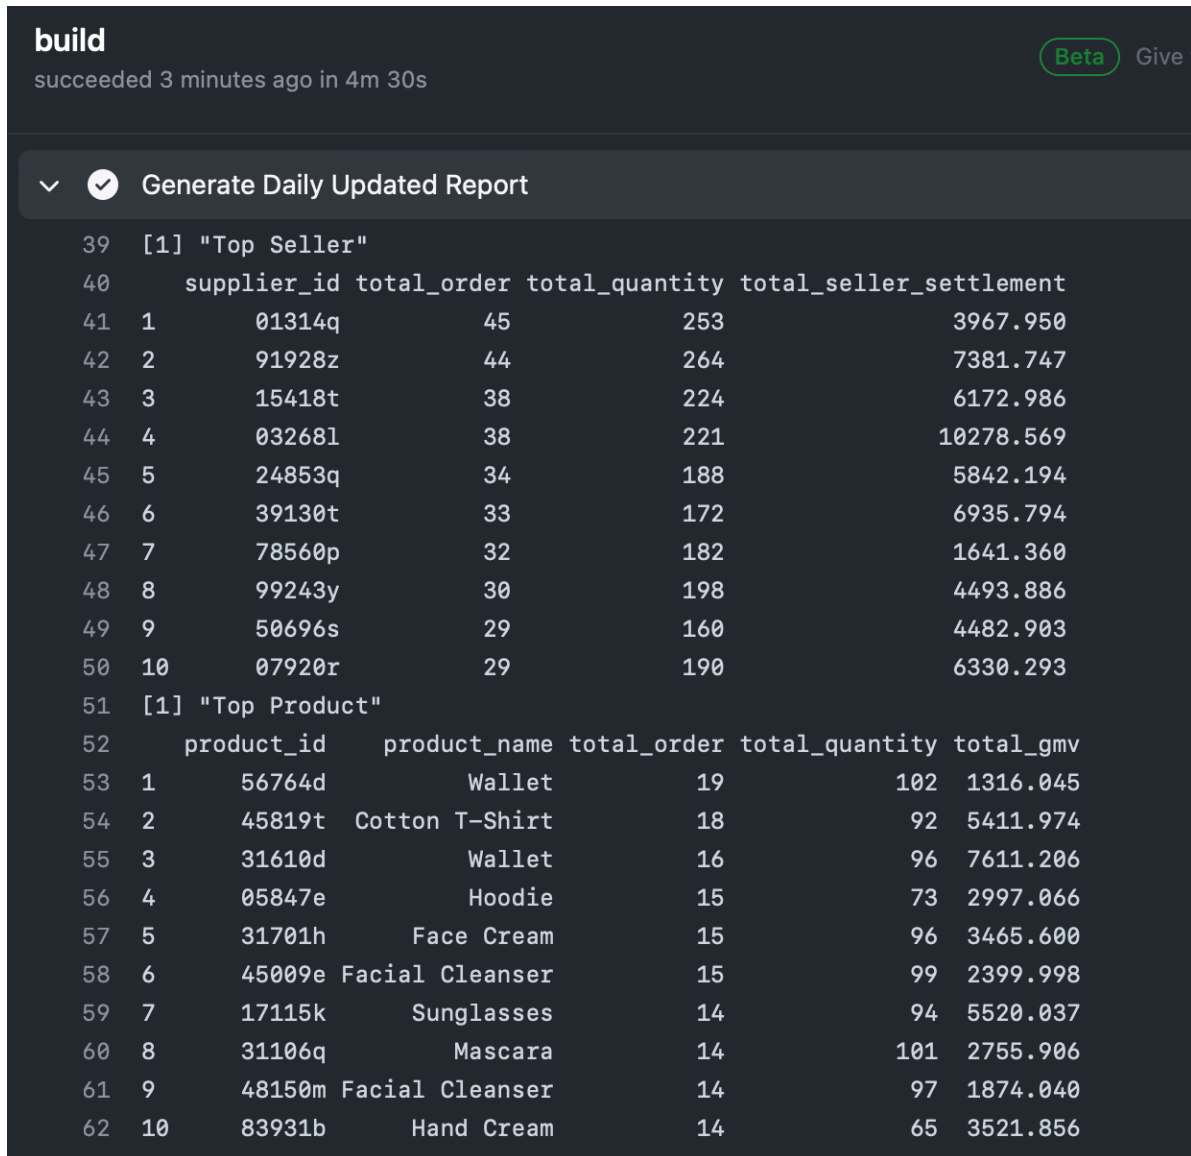 build
succeeded 3 minutes ago in 4m 30s
Beta Give
Generate Daily Updated Report
39 [1] "Top Seller"
40 supplier_id total_order total_quantity total_seller_settlement
41 1 01314q 45 253 3967.950
42 2 91928z 44 264 7381.747
43 3 15418t 38 224 6172.986
44 4 03268l 38 221 10278.569
45 5 24853q 34 188 5842.194
46 6 39130t 33 172 6935.794
47 7 78560p 32 182 1641.360
48 8 99243y 30 198 4493.886
49 9 50696s 29 160 4482.903
50 10 07920r 29 190 6330.293
51 [1] "Top Product"
52 product_id product_name total_order total_quantity total_gmv
53 1 56764d Wallet 19 102 1316.045
54 2 45819t Cotton T-Shirt 18 92 5411.974
55 3 31610d Wallet 16 96 7611.206
56 4 05847e Hoodie 15 73 2997.066
57 5 31701h Face Cream 15 96 3465.600
58 6 45009e Facial Cleanser 15 99 2399.998
59 7 17115k Sunglasses 14 94 5520.037
60 8 31106q Mascara 14 101 2755.906
61 9 48150m Facial Cleanser 14 97 1874.040
62 10 83931b Hand Cream 14 65 3521.856